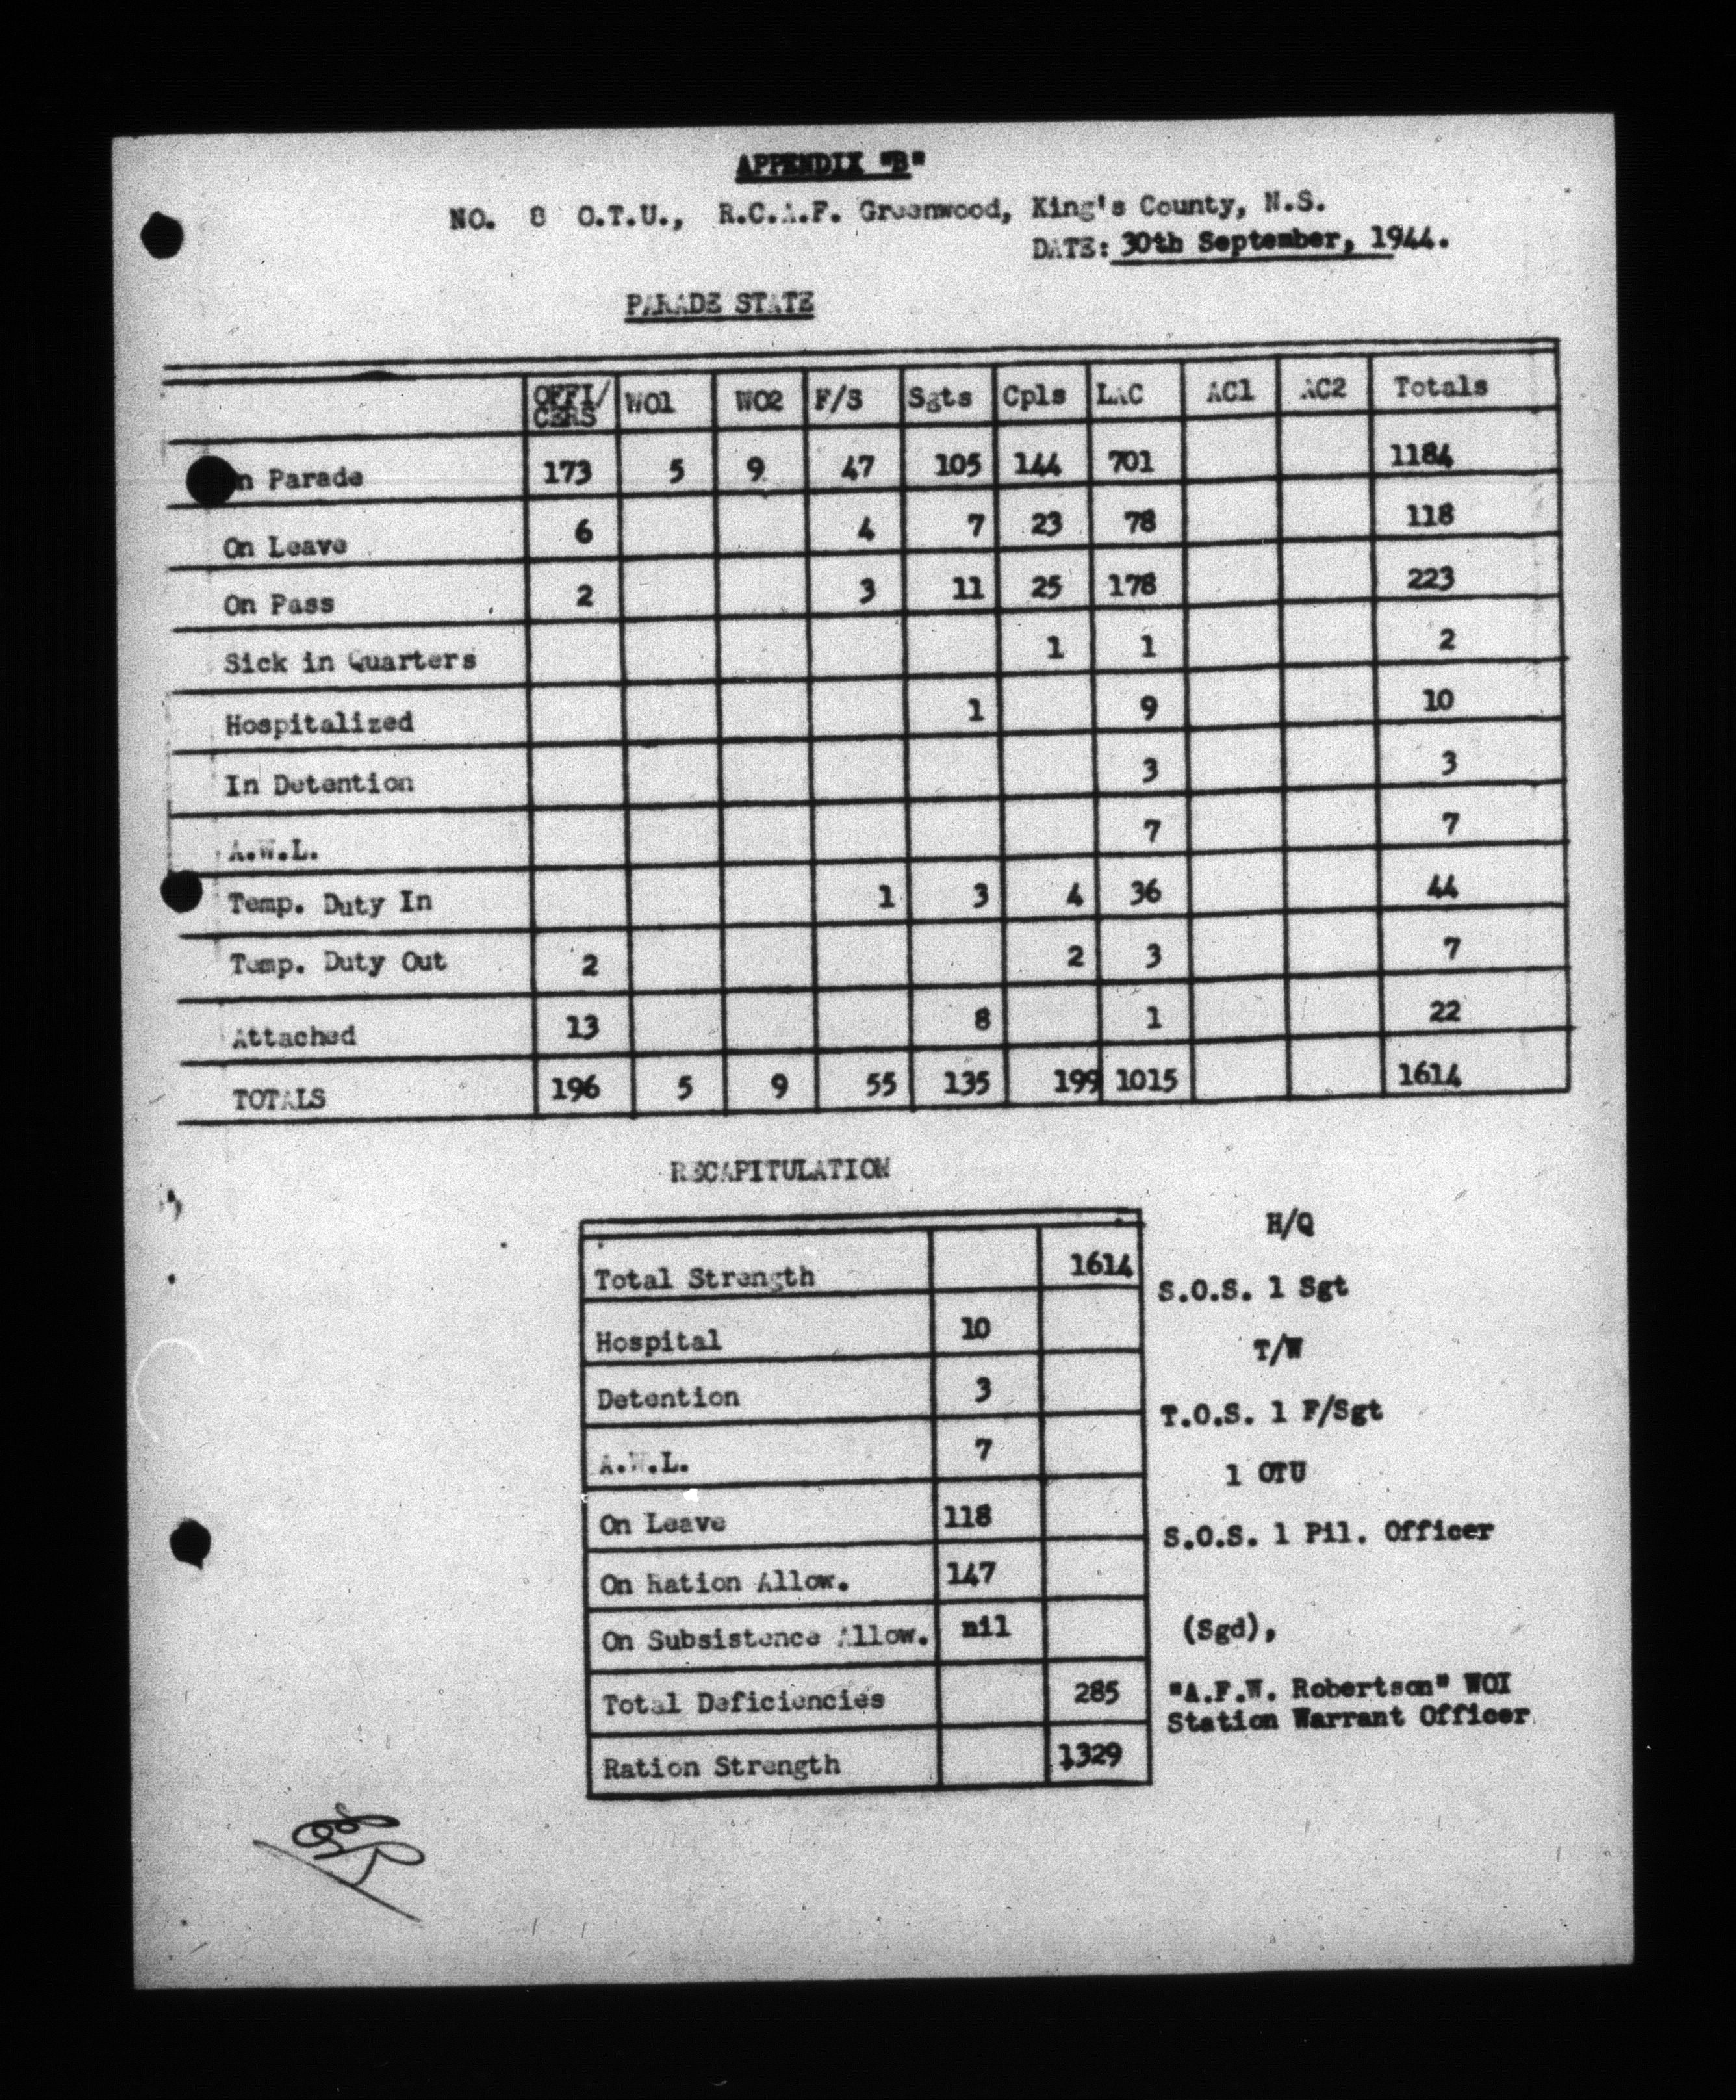 APPENDIX "B"
NO. 8 O.T.U., R.C.A.F. Greenwood, King's County, N.S.
DATE: 30th September, 1944.
PARADE STATE
OFFI/CERS WO1 WO2 F/S Sgts Cpls LAC AC1 AC2 Totals
n Parade 173 5 9 47 105 144 701 1184
On Leave 6 4 7 23 78 118
On Pass 2 3 11 25 178 223
Sick in Quarters 1 1 2
Hospitalized 1 9 10
In Detention 3 3
A.W.L. 7 7
Temp. Duty In 1 3 4 36 44
Temp. Duty Out 2 2 3 7
Attached 13 8 1 22
TOTALS 196 5 9 55 135 199 1015 1614
RECAPITULATION
Total Strength 1614
Hospital 10
Detention 3
A.W.L. 7
On Leave 118
On Ration Allow. 147
On Subsistence Allow. nil
Total Deficiencies 285
Ration Strength 1329
H/Q
S.O.S. 1 Sgt
T/W
T.O.S. 1 F/Sgt
1 OTU
S.O.S. 1 Pil. Officer
(Sgd),
"A.F.W. Robertson" WOI
Station Warrant Officer